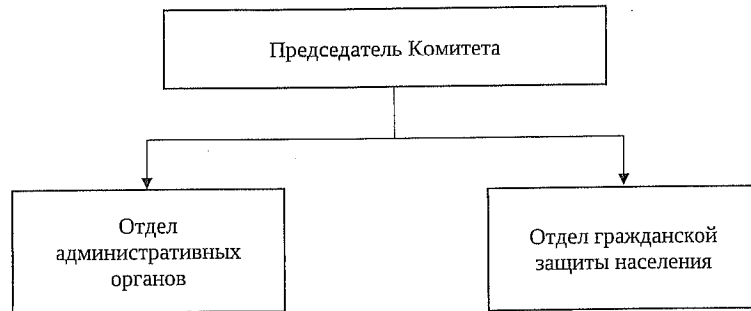 Председатель Комитета
Отдел
административных
органов
Отдел гражданской
защиты населения